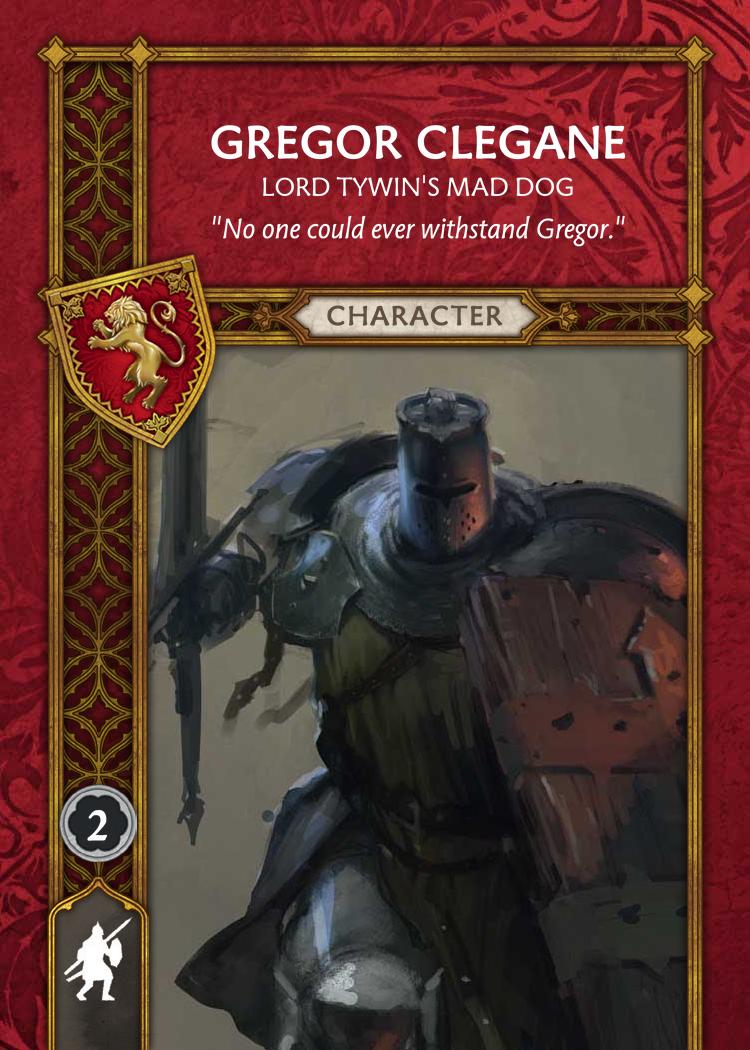 GREGOR CLEGANE
LORD TYWIN'S MAD DOG
"No one could ever withstand Gregor."
CHARACTER
2